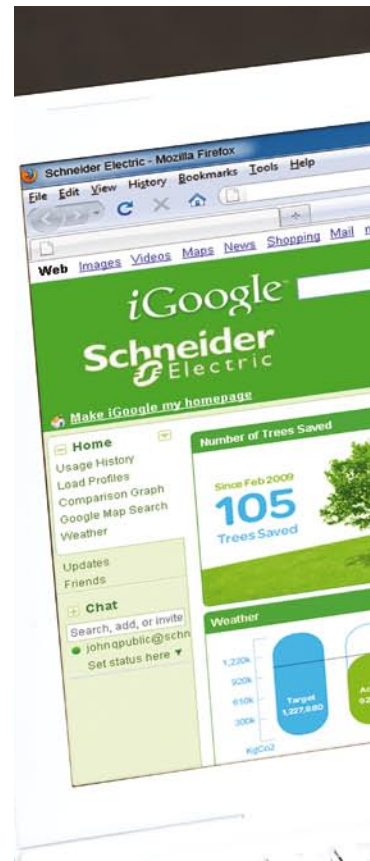 Schneider Electric - Mozilla Firefox
File Edit View History Bookmarks Tools Help
Web Images Videos Maps News Shopping Mail
iGoogle™
Schneider
Electric
Make iGoogle my homepage
Home
Usage History
Load Profiles
Comparison Graph
Google Map Search
Weather
Updates
Friends
Chat
Search, add, or invite
johnqpublic@schn
Set status here ▼
Number of Trees Saved
Since Feb 2009
105
Trees Saved
Weather
1,220k
920k
610k
300k
KgCo2
Target
1,227,680